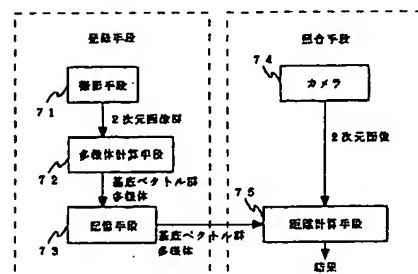 登録手段
撮影手段
71
2次元画像群
多様体計算手段
72
基底ベクトル群
多様体
記憶手段
73
基底ベクトル群
多様体
照合手段
74
カメラ
2次元画像
75
距離計算手段
結果